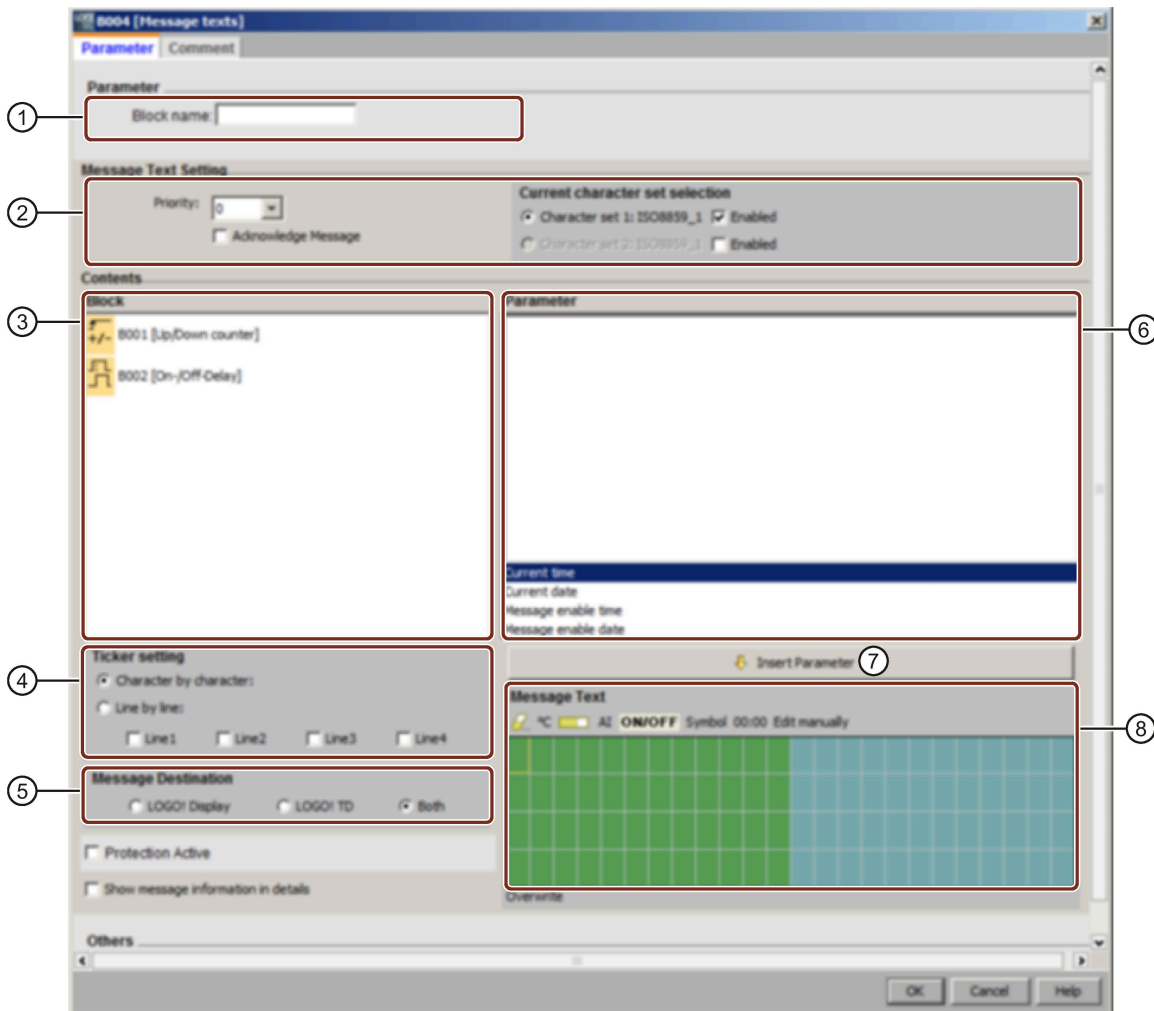 B004 [Message texts]
Parameter Comment
Parameter
1
Block name:
Message Text Setting
2
Priority: 0
Acknowledge Message
Current character set selection
Character set 1: ISO8859_1 Enabled
Character set 2: ISO8859_1 Enabled
Contents
3
Block
B001 [Up/Down counter]
+/-
B002 [On-/Off-Delay]
Parameter
6
Current time
Current date
Message enable time
Message enable date
4
Ticker setting
Character by character:
Line by line:
Line1 Line2 Line3 Line4
Insert Parameter 7
5
Message Destination
LOGO! Display LOGO! TD Both
Message Text
8
°C AI ON/OFF Symbol 00:00 Edit manually
Protection Active
Show message information in details
Overwrite
Others
OK Cancel Help